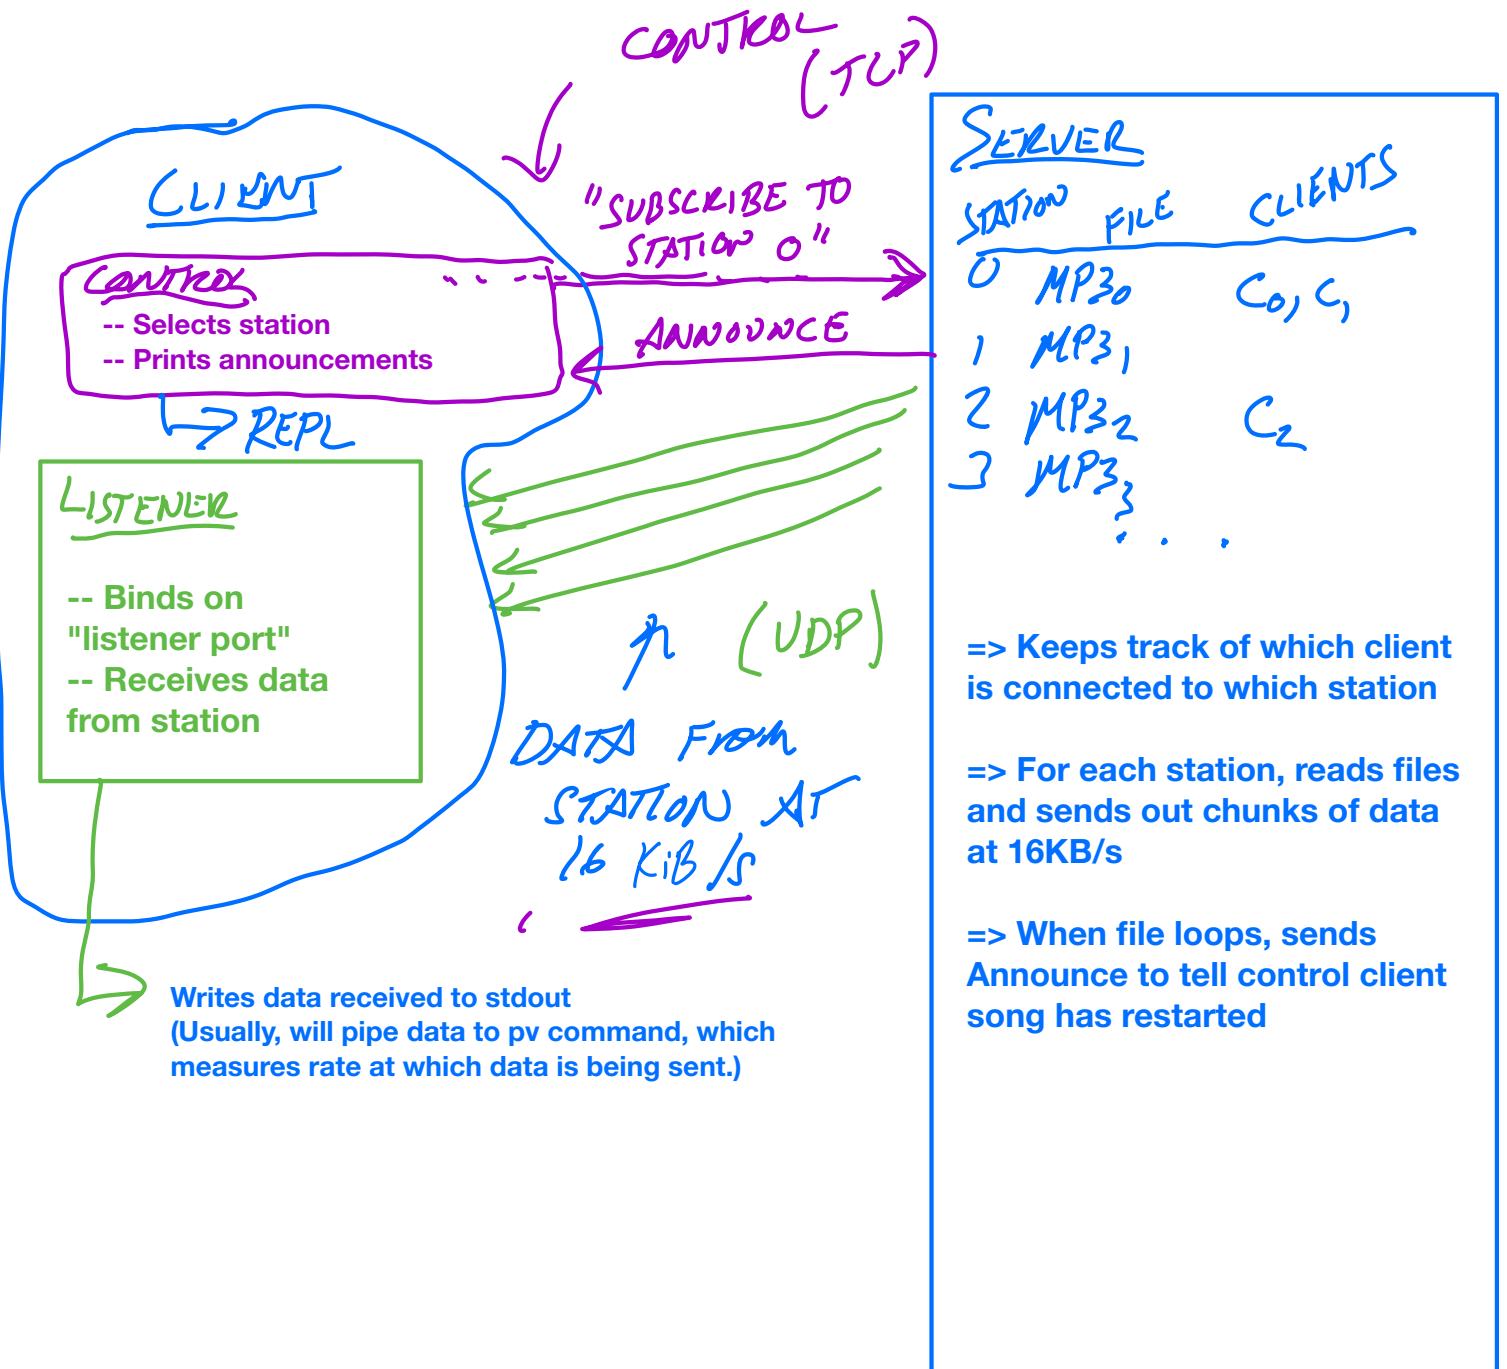 CONTROL
(TCP)
CLIENT
CONTROL
-- Selects station
-- Prints announcements
REPL
LISTENER
-- Binds on
"listener port"
-- Receives data
from station
Writes data received to stdout
(Usually, will pipe data to pv command, which
measures rate at which data is being sent.)
"SUBSCRIBE TO
STATION 0"
ANNOUNCE
(UDP)
DATA FROM
STATION AT
16 KiB/s
SERVER
STATION FILE CLIENTS
0 MP3₀ C₀, C₁
1 MP3₁
2 MP3₂ C₂
3 MP3₃
. . .
=> Keeps track of which client
is connected to which station
=> For each station, reads files
and sends out chunks of data
at 16KB/s
=> When file loops, sends
Announce to tell control client
song has restarted